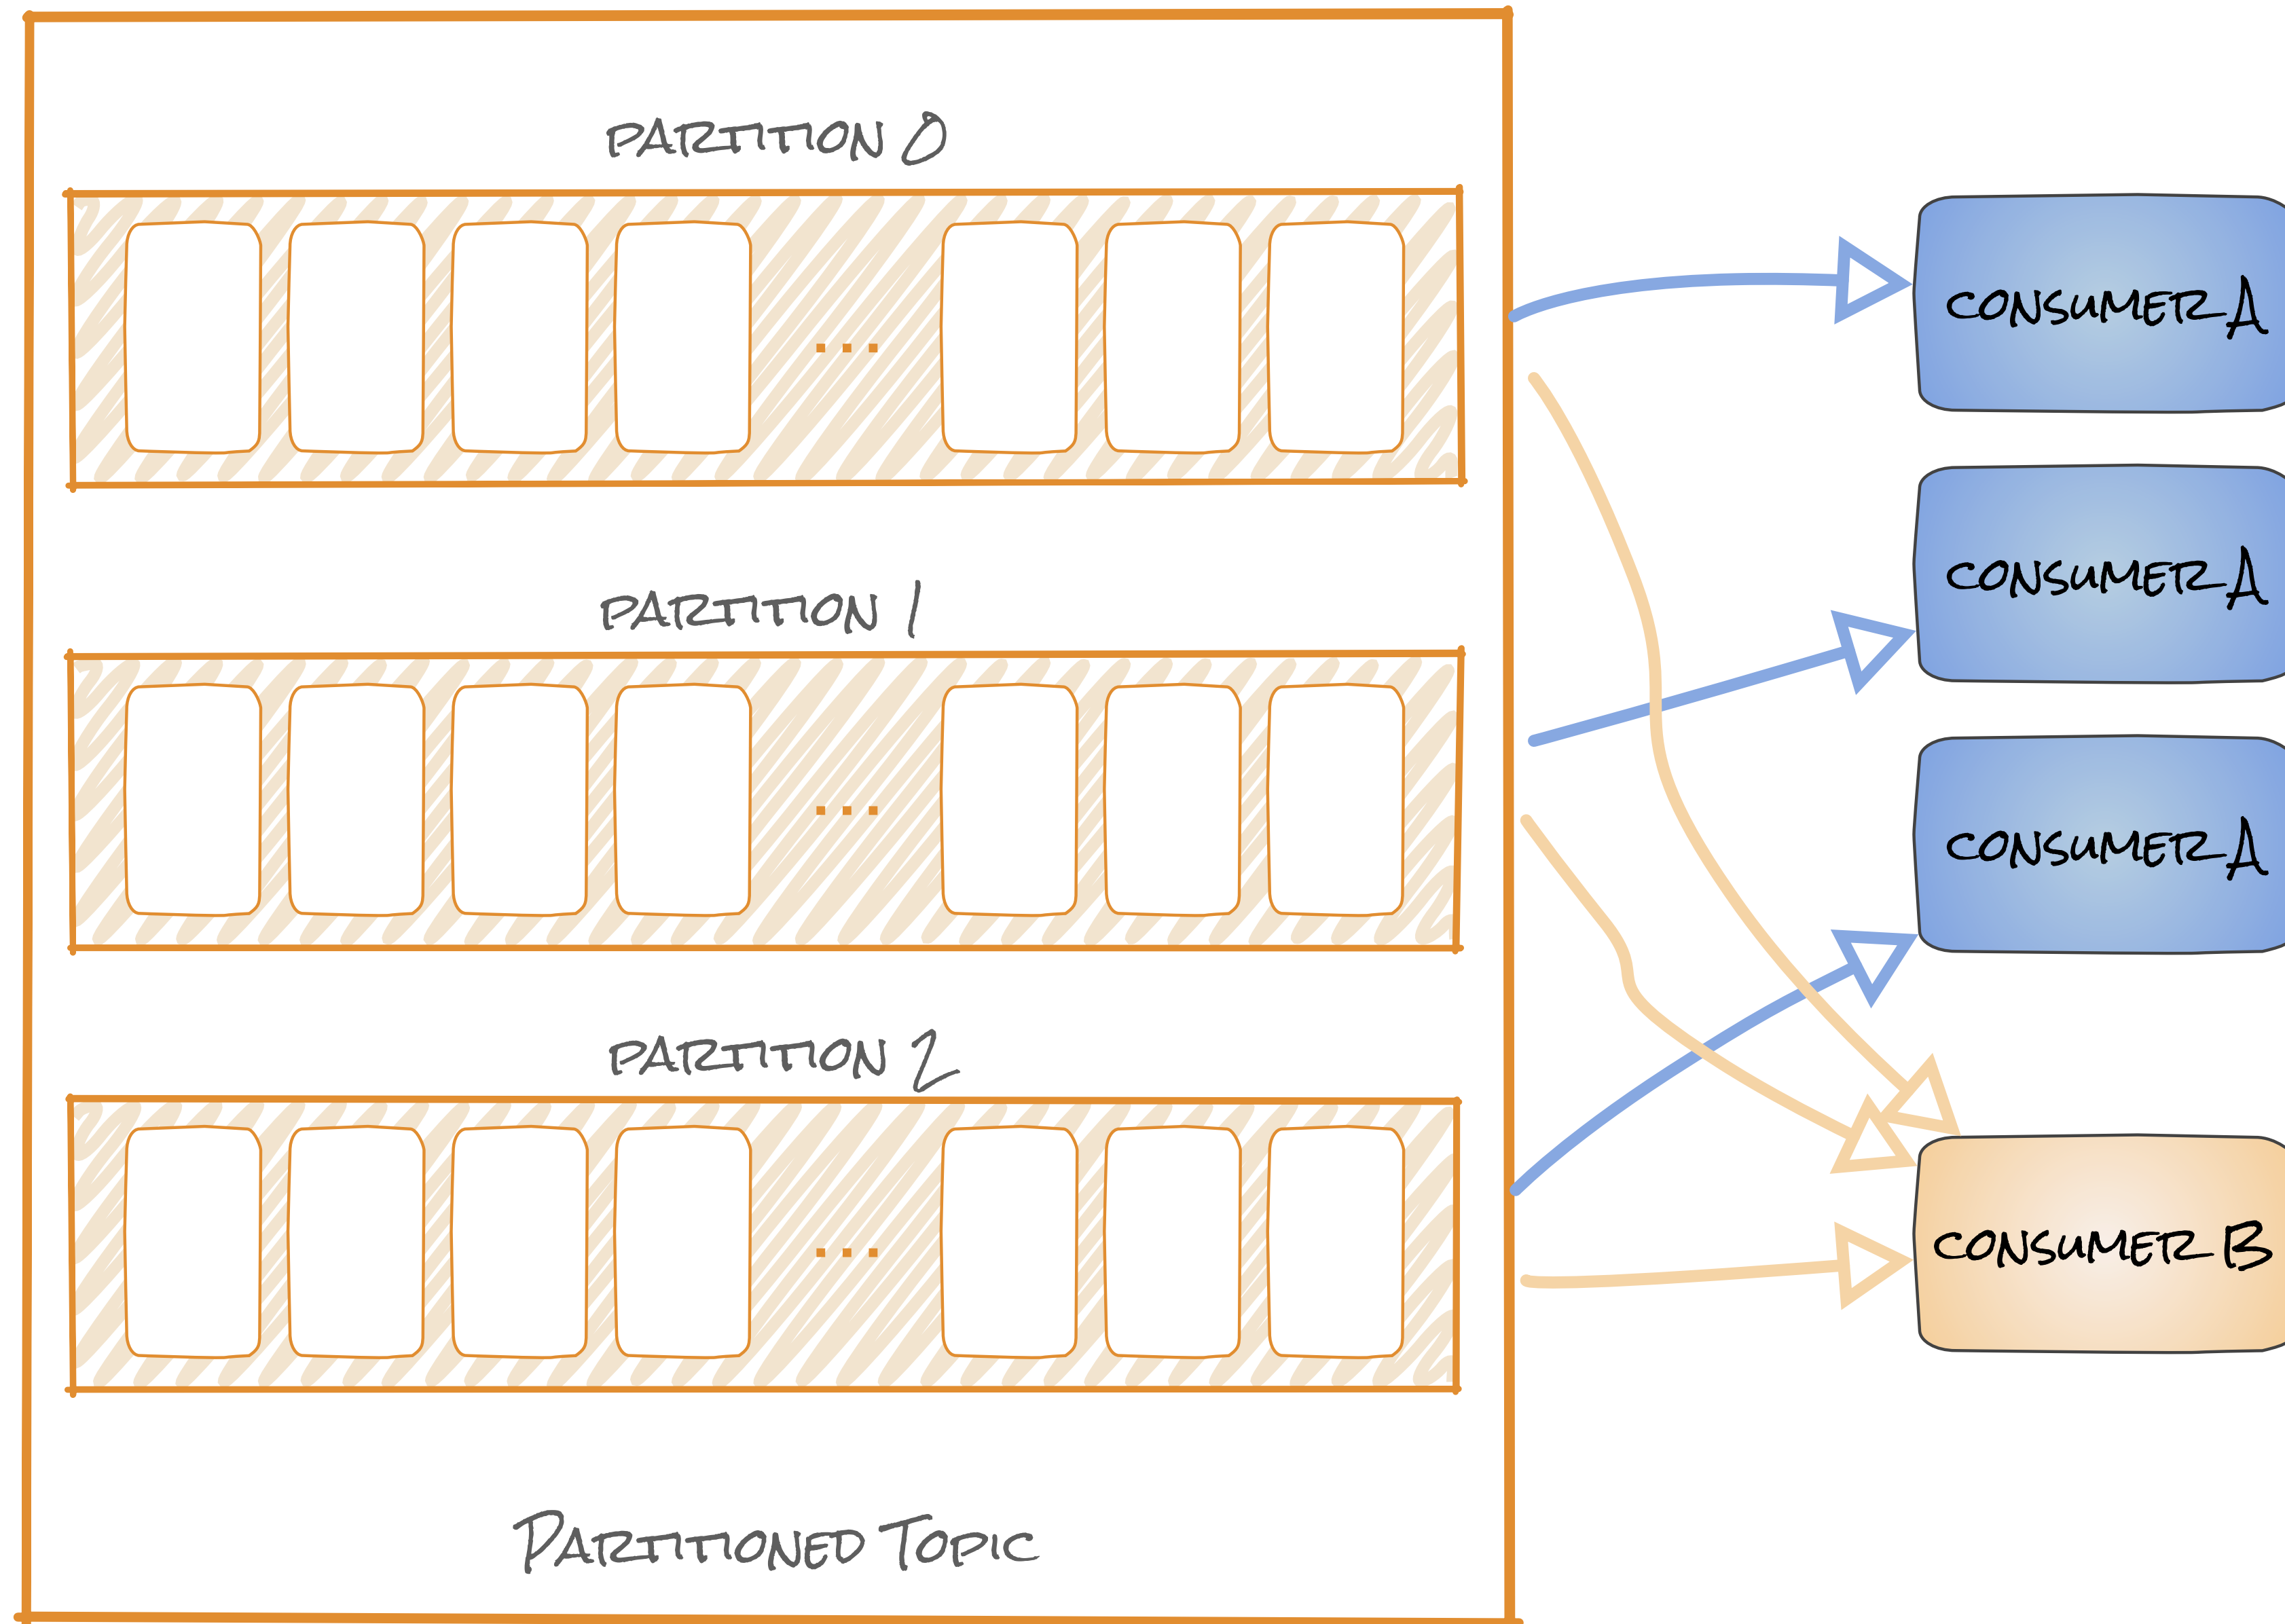 PARTITION 0
...
PARTITION 1
...
PARTITION 2
...
PARTITIONED TOPIC
CONSUMER A
CONSUMER A
CONSUMER A
CONSUMER B